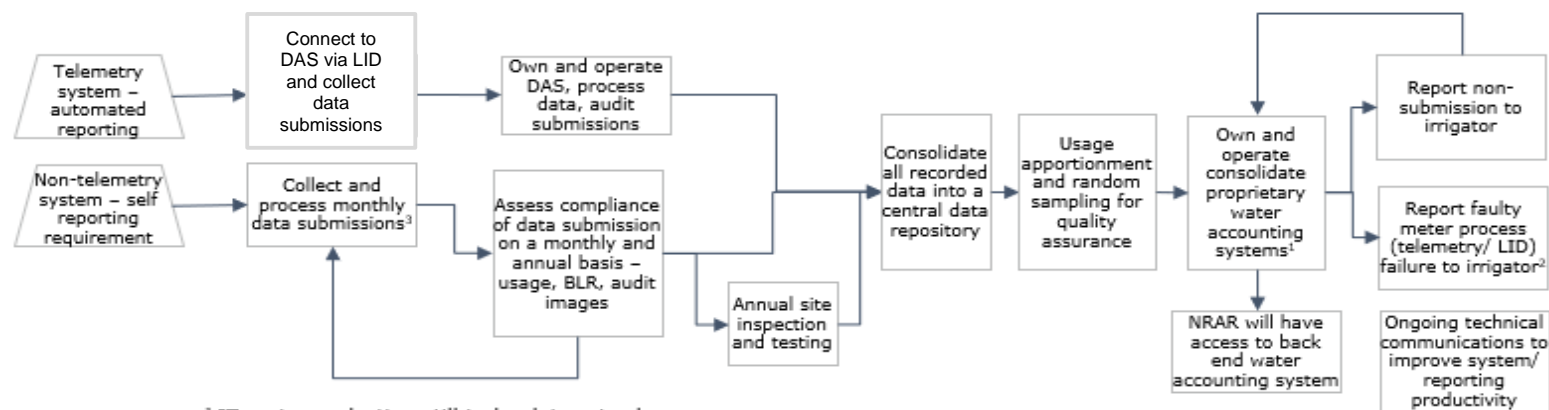 Telemetry
system –
automated
reporting
Connect to
DAS via LID
and collect
data
submissions
Own and operate
DAS, process
data, audit
submissions
Non-telemetry
system – self
reporting
requirement
Collect and
process monthly
data submissions³
Assess compliance
of data submission
on a monthly and
annual basis –
usage, BLR, audit
images
Annual site
inspection
and testing
Consolidate
all recorded
data into a
central data
repository
Usage
apportionment
and random
sampling for
quality
assurance
Own and
operate
consolidate
proprietary
water
accounting
systems¹
NRAR will have
access to back
end water
accounting system
Report non-
submission to
irrigator
Report faulty
meter process
(telemetry/ LID)
failure to irrigator²
Ongoing technical
communications to
improve system/
reporting
productivity